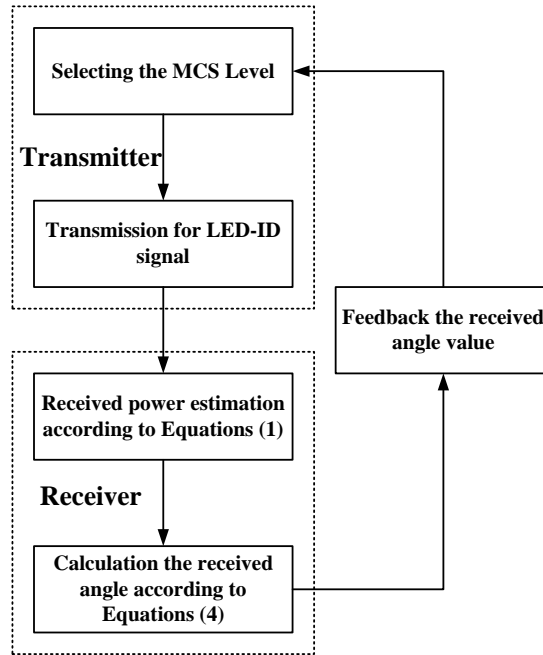 Selecting the MCS Level
Transmitter
Transmission for LED-ID
signal
Feedback the received
angle value
Received power estimation
according to Equations (1)
Receiver
Calculation the received
angle according to
Equations (4)